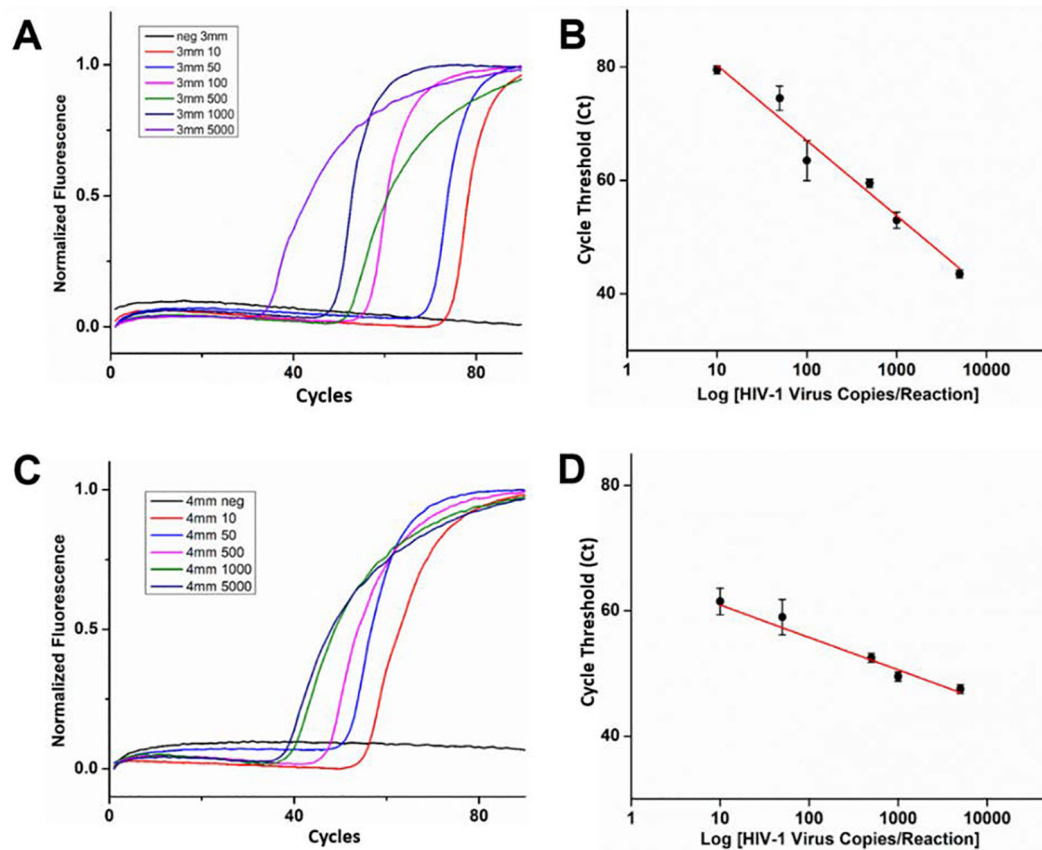 A
neg 3mm
3mm 10
3mm 50
3mm 100
3mm 500
3mm 1000
3mm 5000
Normalized Fluorescence
1.0
0.5
0.0
0
40
80
Cycles
B
Cycle Threshold (Ct)
80
60
40
1
10
100
1000
10000
Log [HIV-1 Virus Copies/Reaction]
C
4mm neg
4mm 10
4mm 50
4mm 500
4mm 1000
4mm 5000
Normalized Fluorescence
1.0
0.5
0.0
0
40
80
Cycles
D
Cycle Threshold (Ct)
80
60
40
1
10
100
1000
10000
Log [HIV-1 Virus Copies/Reaction]